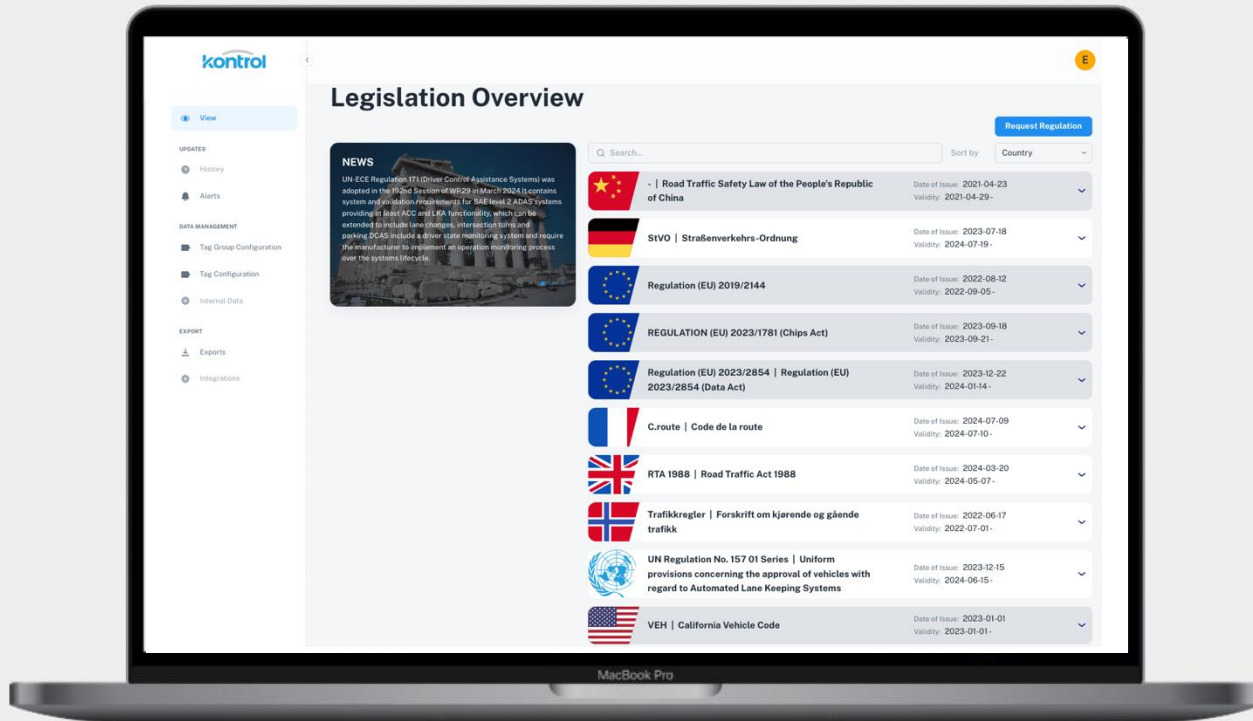 kontrol
E
Legislation Overview
View
Request Regulation
UPDATES
History
Alerts
DATA MANAGEMENT
Tag Group Configuration
Tag Configuration
Internal Data
EXPORT
Exports
Integrations
NEWS
UN-ECE Regulation 171 (Driver Control Assistance Systems) was
adopted in the 192nd Session of WP.29 in March 2024.It contains
system and validation requirements for SAE level 2 ADAS systems
providing at least ACC and LKA functionality, which can be
extended to include lane changes, intersection turns and
parking.DCAS include a driver state monitoring system and require
the manufacturer to implement an operation monitoring process
over the systems lifecycle.
Search...
Sort by
Country
- | Road Traffic Safety Law of the People's Republic
of China
Date of Issue: 2021-04-23
Validity: 2021-04-29 -
StVO | Straßenverkehrs-Ordnung
Date of Issue: 2023-07-18
Validity: 2024-07-19 -
Regulation (EU) 2019/2144
Date of Issue: 2022-08-12
Validity: 2022-09-05 -
REGULATION (EU) 2023/1781 (Chips Act)
Date of Issue: 2023-09-18
Validity: 2023-09-21 -
Regulation (EU) 2023/2854 | Regulation (EU)
2023/2854 (Data Act)
Date of Issue: 2023-12-22
Validity: 2024-01-14 -
C.route | Code de la route
Date of Issue: 2024-07-09
Validity: 2024-07-10 -
RTA 1988 | Road Traffic Act 1988
Date of Issue: 2024-03-20
Validity: 2024-05-07 -
Trafikkregler | Forskrift om kjørende og gående
trafikk
Date of Issue: 2022-06-17
Validity: 2022-07-01 -
UN Regulation No. 157 01 Series | Uniform
provisions concerning the approval of vehicles with
regard to Automated Lane Keeping Systems
Date of Issue: 2023-12-15
Validity: 2024-06-15 -
VEH | California Vehicle Code
Date of Issue: 2023-01-01
Validity: 2023-01-01 -
MacBook Pro